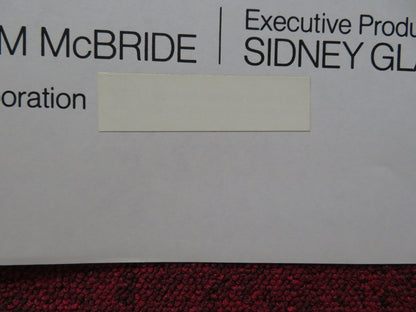 Executive Produ
M McBRIDE | SIDNEY GLA
oration